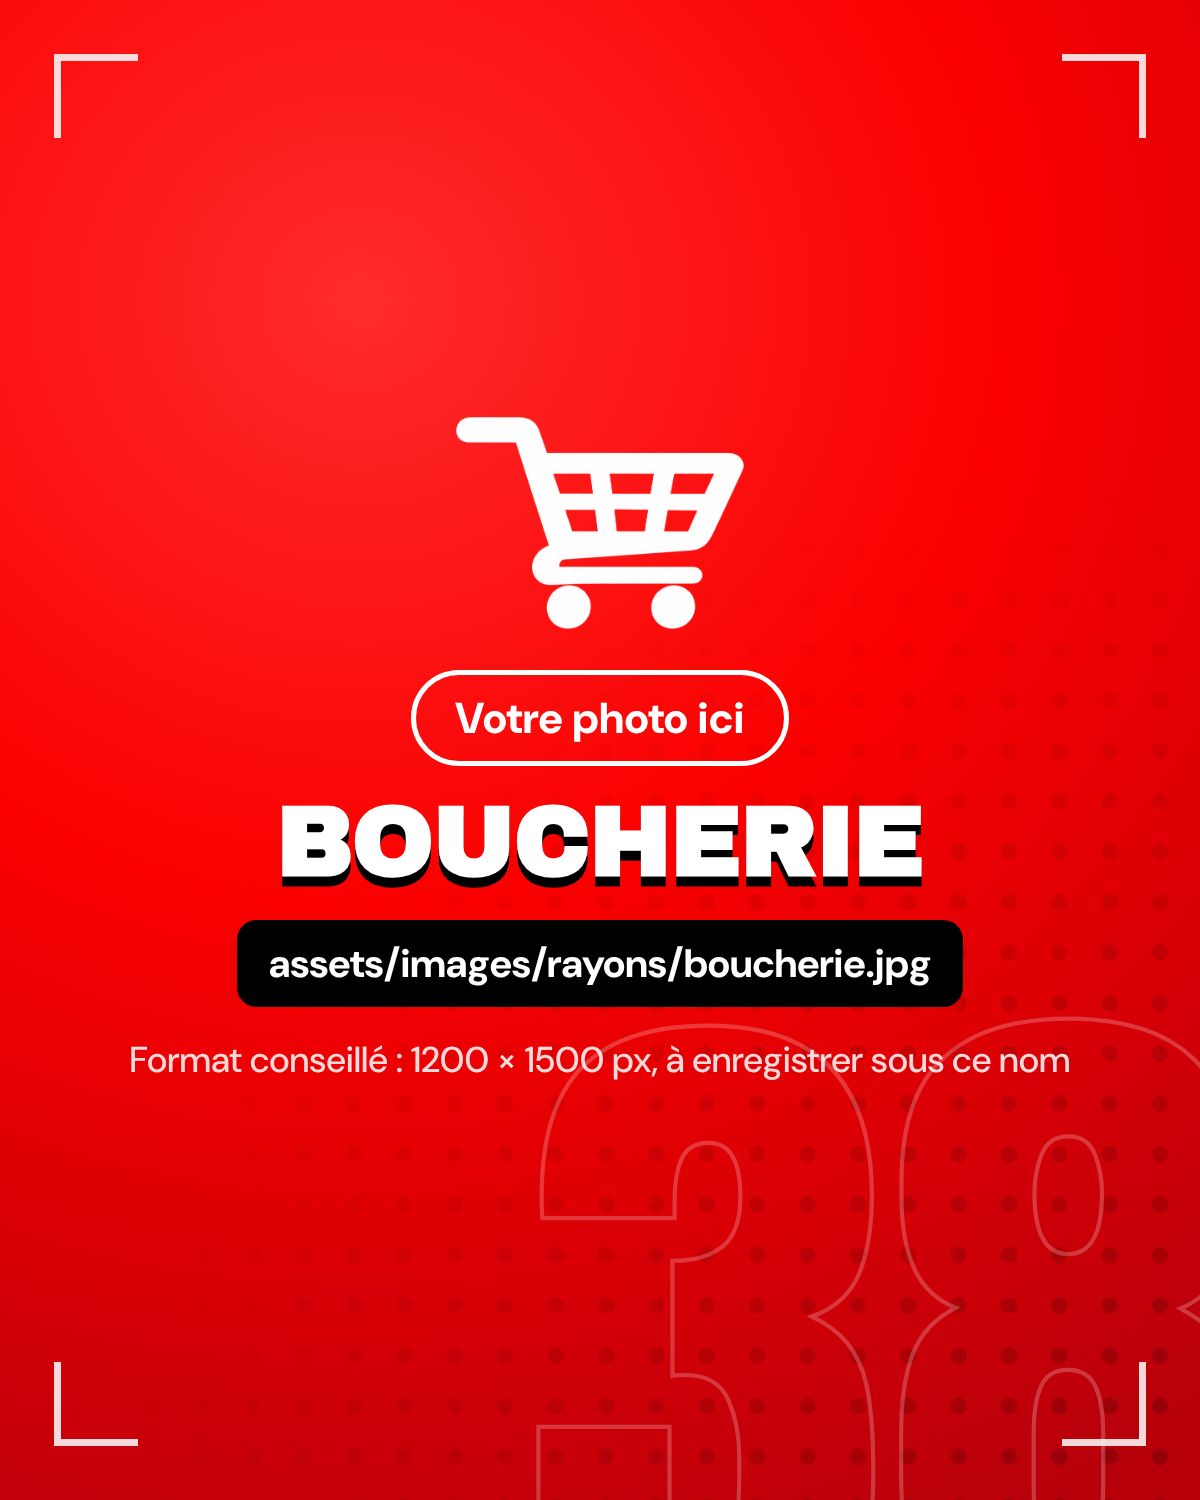 Votre photo ici
BOUCHERIE
assets/images/rayons/boucherie.jpg
Format conseillé : 1200 × 1500 px, à enregistrer sous ce nom
38